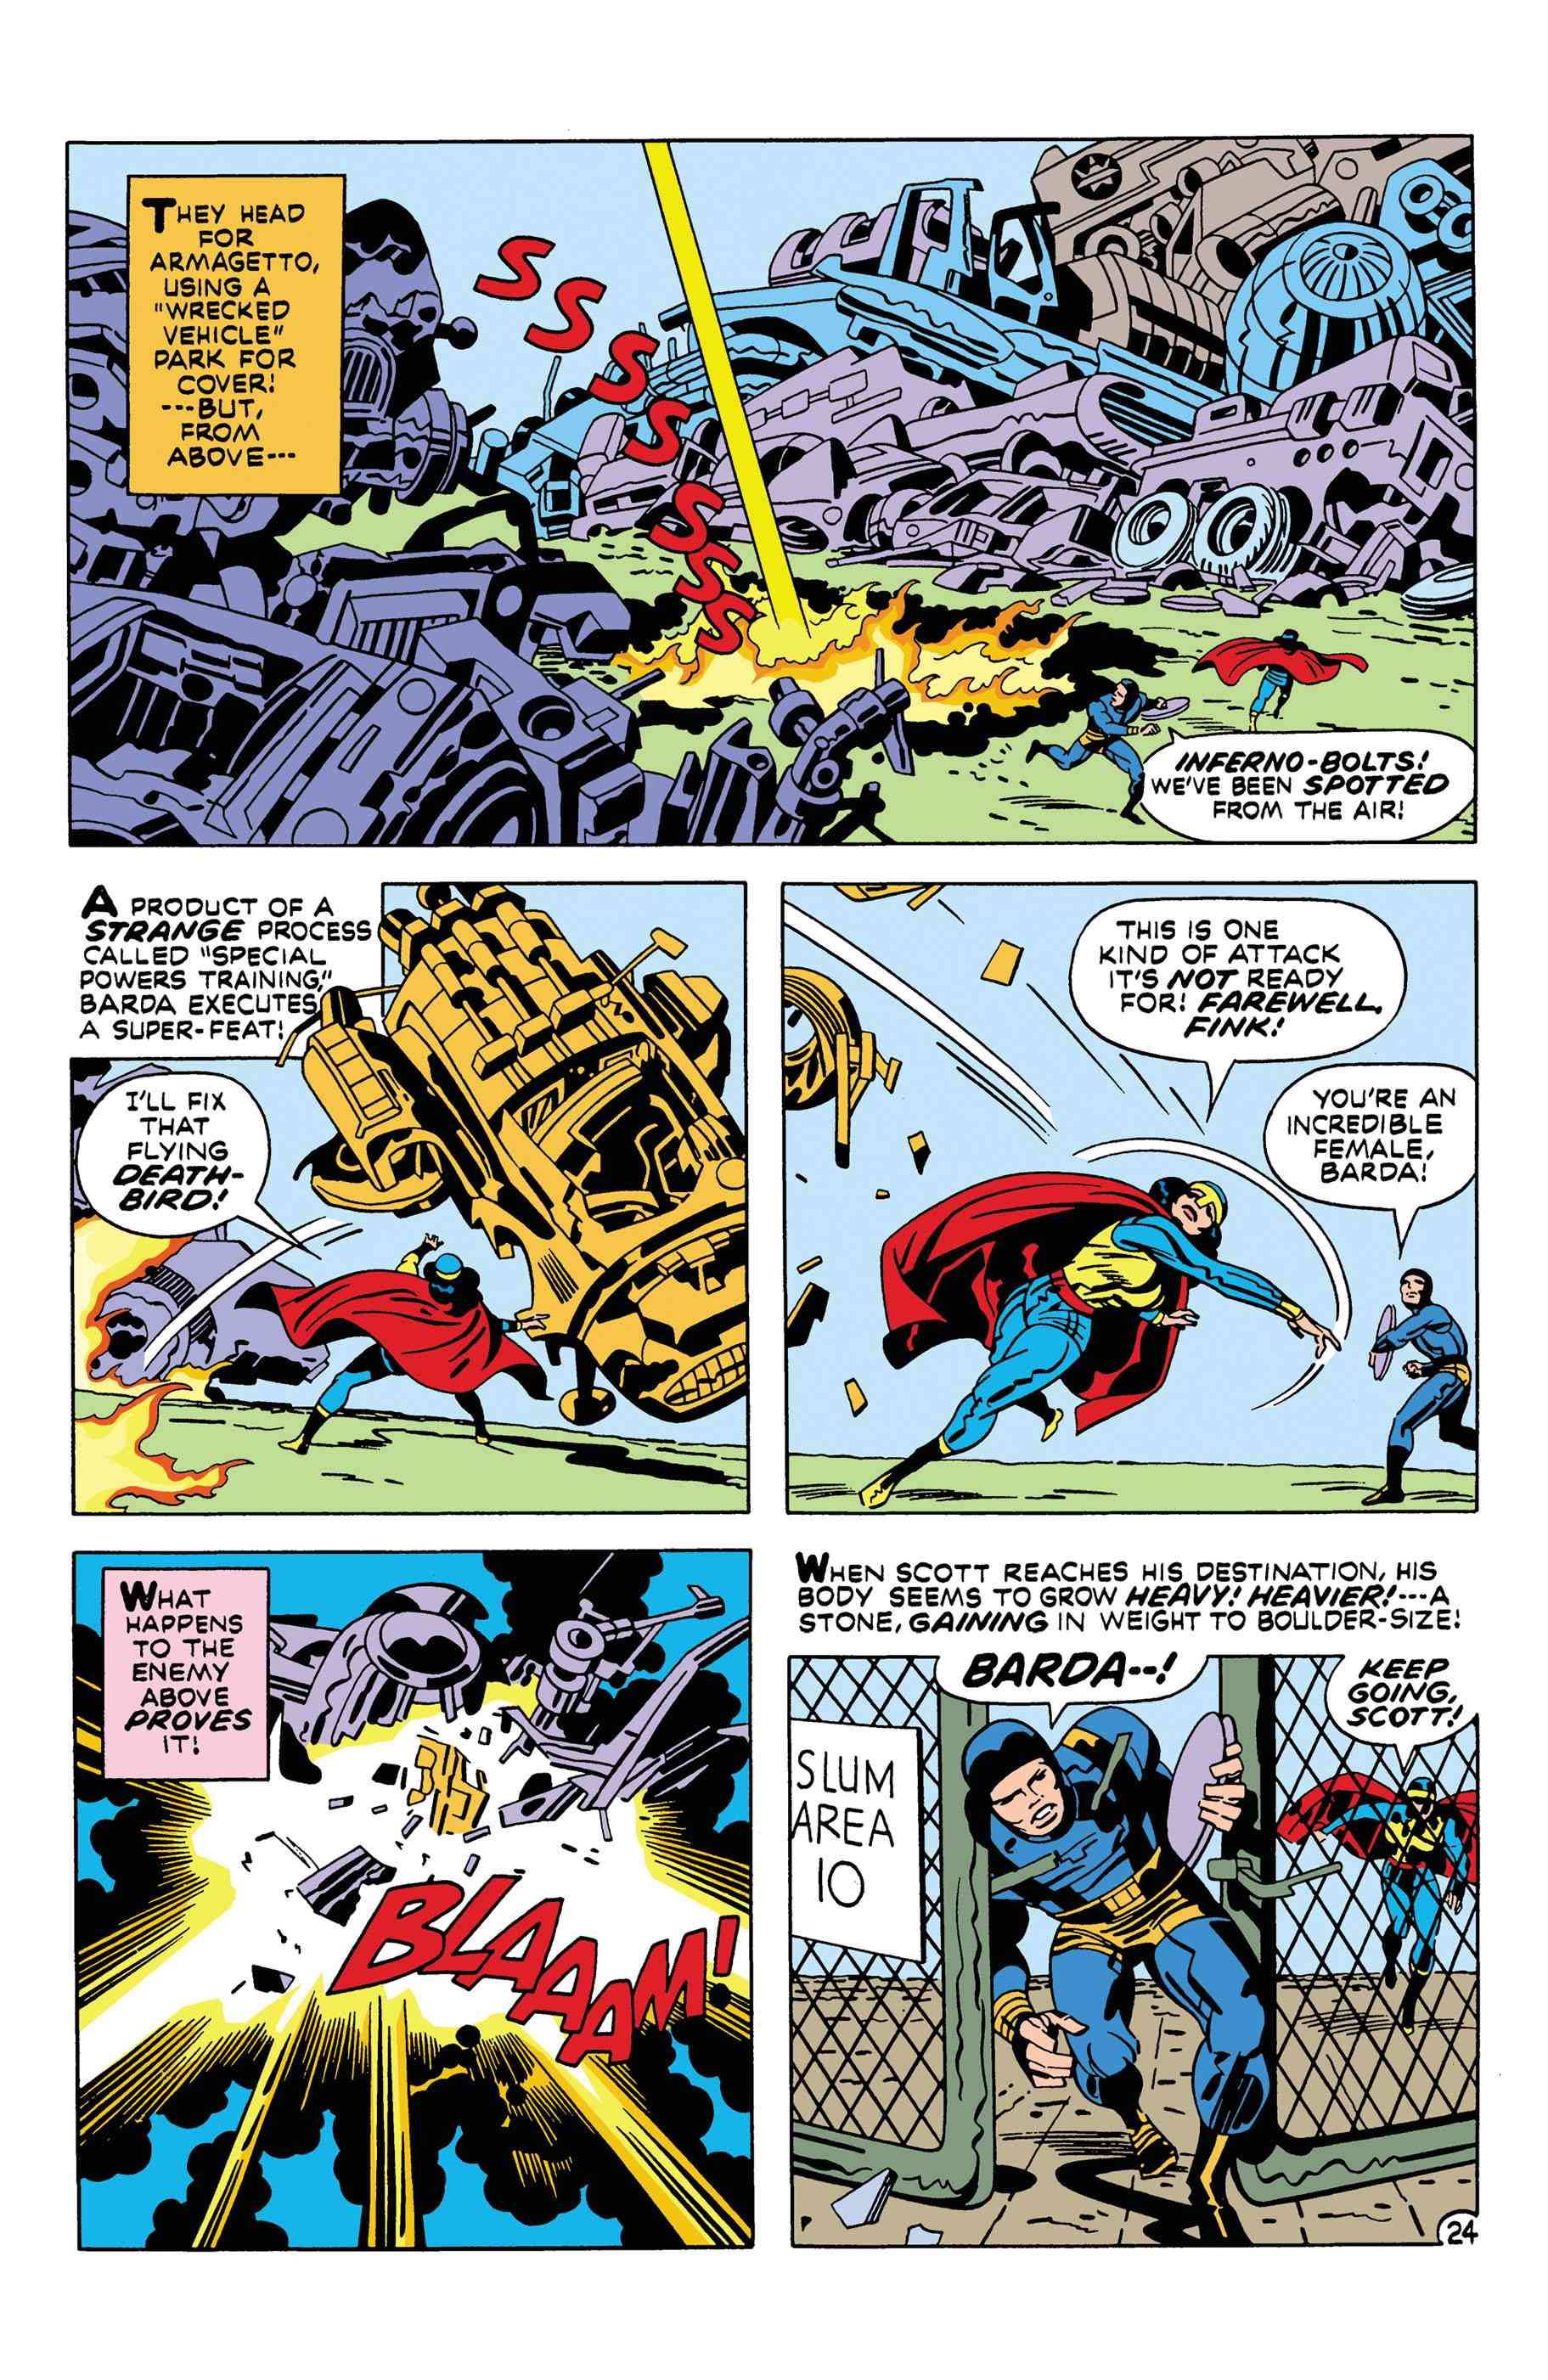 THEY HEAD
FOR
ARMAGETTO,
USING A
"WRECKED
VEHICLE"
PARK FOR
COVER!
---BUT,
FROM
ABOVE---
SSSSSSS
INFERNO-BOLTS!
WE'VE BEEN SPOTTED
FROM THE AIR!
A PRODUCT OF A
STRANGE PROCESS
CALLED "SPECIAL
POWERS TRAINING,"
BARDA EXECUTES
A SUPER-FEAT!
I'LL FIX
THAT
FLYING
DEATH-
BIRD!
THIS IS ONE
KIND OF ATTACK
IT'S NOT READY
FOR! FAREWELL,
FINK!
YOU'RE AN
INCREDIBLE
FEMALE,
BARDA!
WHAT
HAPPENS
TO THE
ENEMY
ABOVE
PROVES
IT!
BLAAAM!
WHEN SCOTT REACHES HIS DESTINATION, HIS
BODY SEEMS TO GROW HEAVY! HEAVIER!---A
STONE, GAINING IN WEIGHT TO BOULDER-SIZE!
BARDA--!
KEEP
GOING,
SCOTT!
SLUM
AREA
10
24